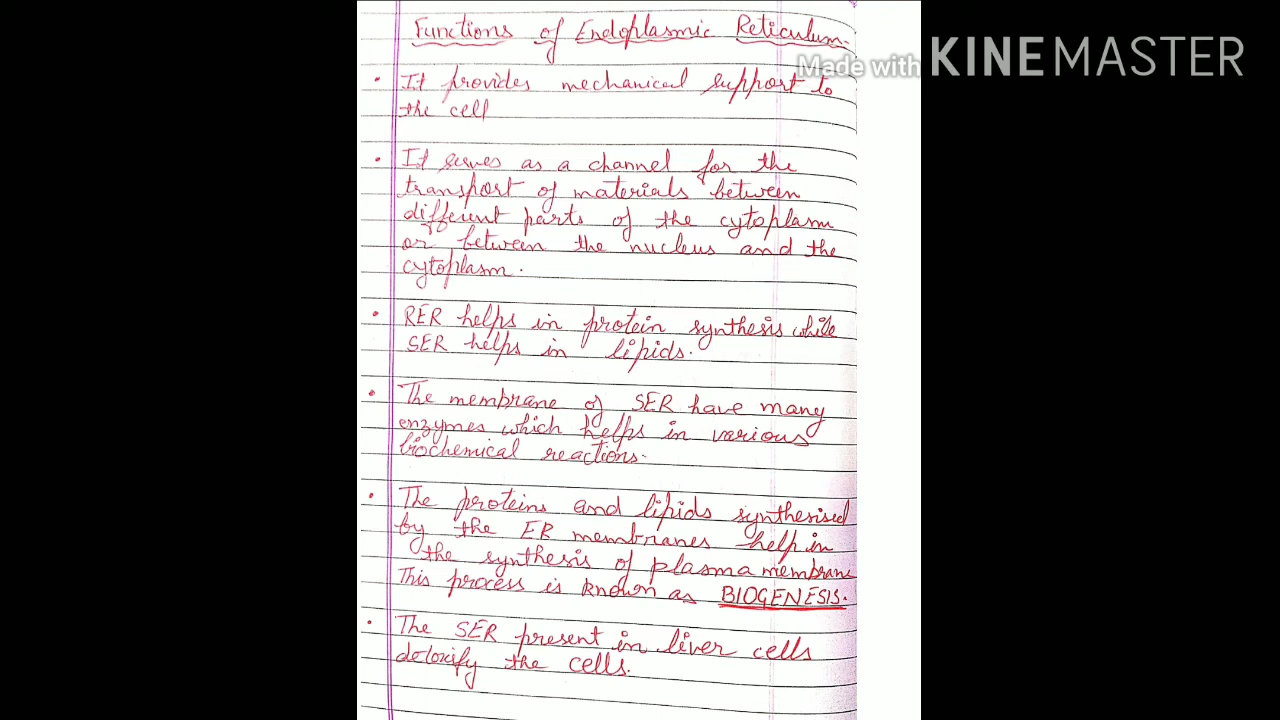 Functions of Endoplasmic Reticulum.
Made with KINEMASTER
• It provides mechanical support to
the cell
• It serves as a channel for the
transport of materials between
different parts of the cytoplasm
or between the nucleus and the
cytoplasm.
• RER helps in protein synthesis while
SER helps in lipids.
• The membrane of SER have many
enzymes which helps in various
biochemical reactions.
• The proteins and lipids synthesised
by the ER membranes help in
the synthesis of plasma membrane
This process is known as BIOGENESIS.
• The SER present in liver cells
detoxify the cells.